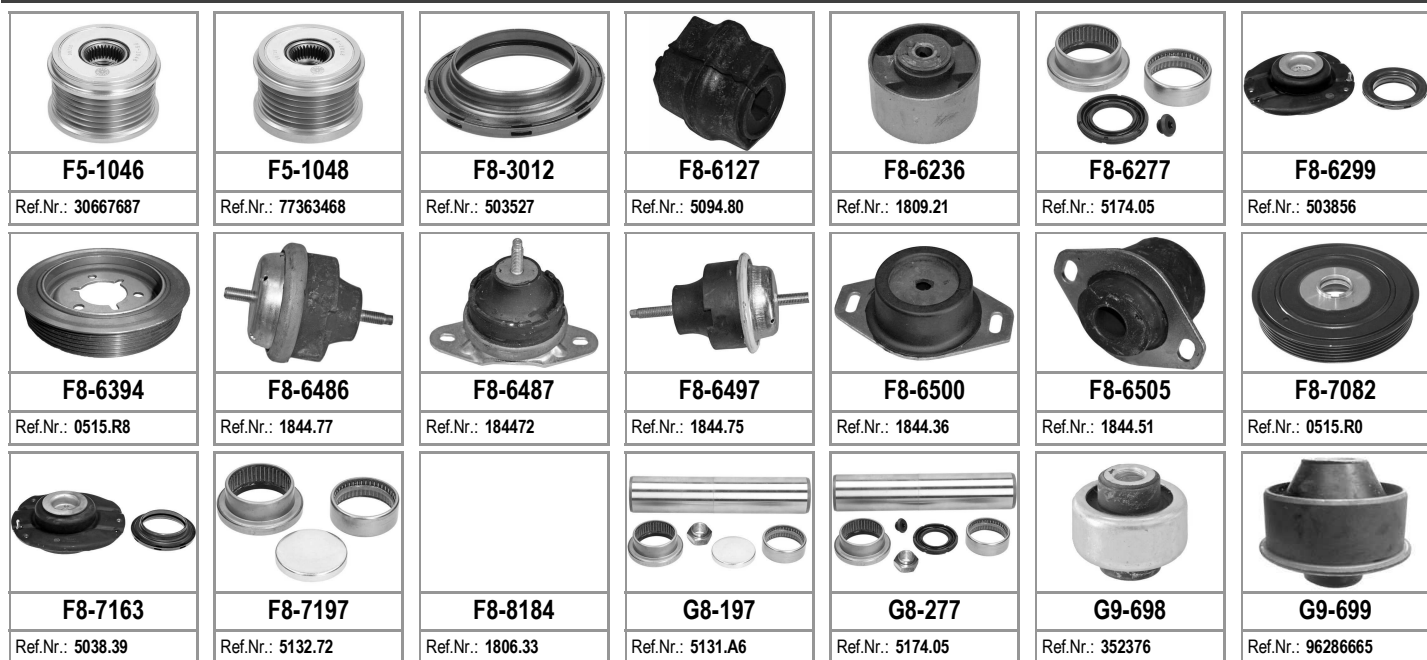 F5-1046 F5-1048 F8-3012 F8-6127 F8-6236 F8-6277 F8-6299
Ref.Nr.: 30667687 Ref.Nr.: 77363468 Ref.Nr.: 503527 Ref.Nr.: 5094.80 Ref.Nr.: 1809.21 Ref.Nr.: 5174.05 Ref.Nr.: 503856
F8-6394 F8-6486 F8-6487 F8-6497 F8-6500 F8-6505 F8-7082
Ref.Nr.: 0515.R8 Ref.Nr.: 1844.77 Ref.Nr.: 184472 Ref.Nr.: 1844.75 Ref.Nr.: 1844.36 Ref.Nr.: 1844.51 Ref.Nr.: 0515.R0
F8-7163 F8-7197 F8-8184 G8-197 G8-277 G9-698 G9-699
Ref.Nr.: 5038.39 Ref.Nr.: 5132.72 Ref.Nr.: 1806.33 Ref.Nr.: 5131.A6 Ref.Nr.: 5174.05 Ref.Nr.: 352376 Ref.Nr.: 96286665